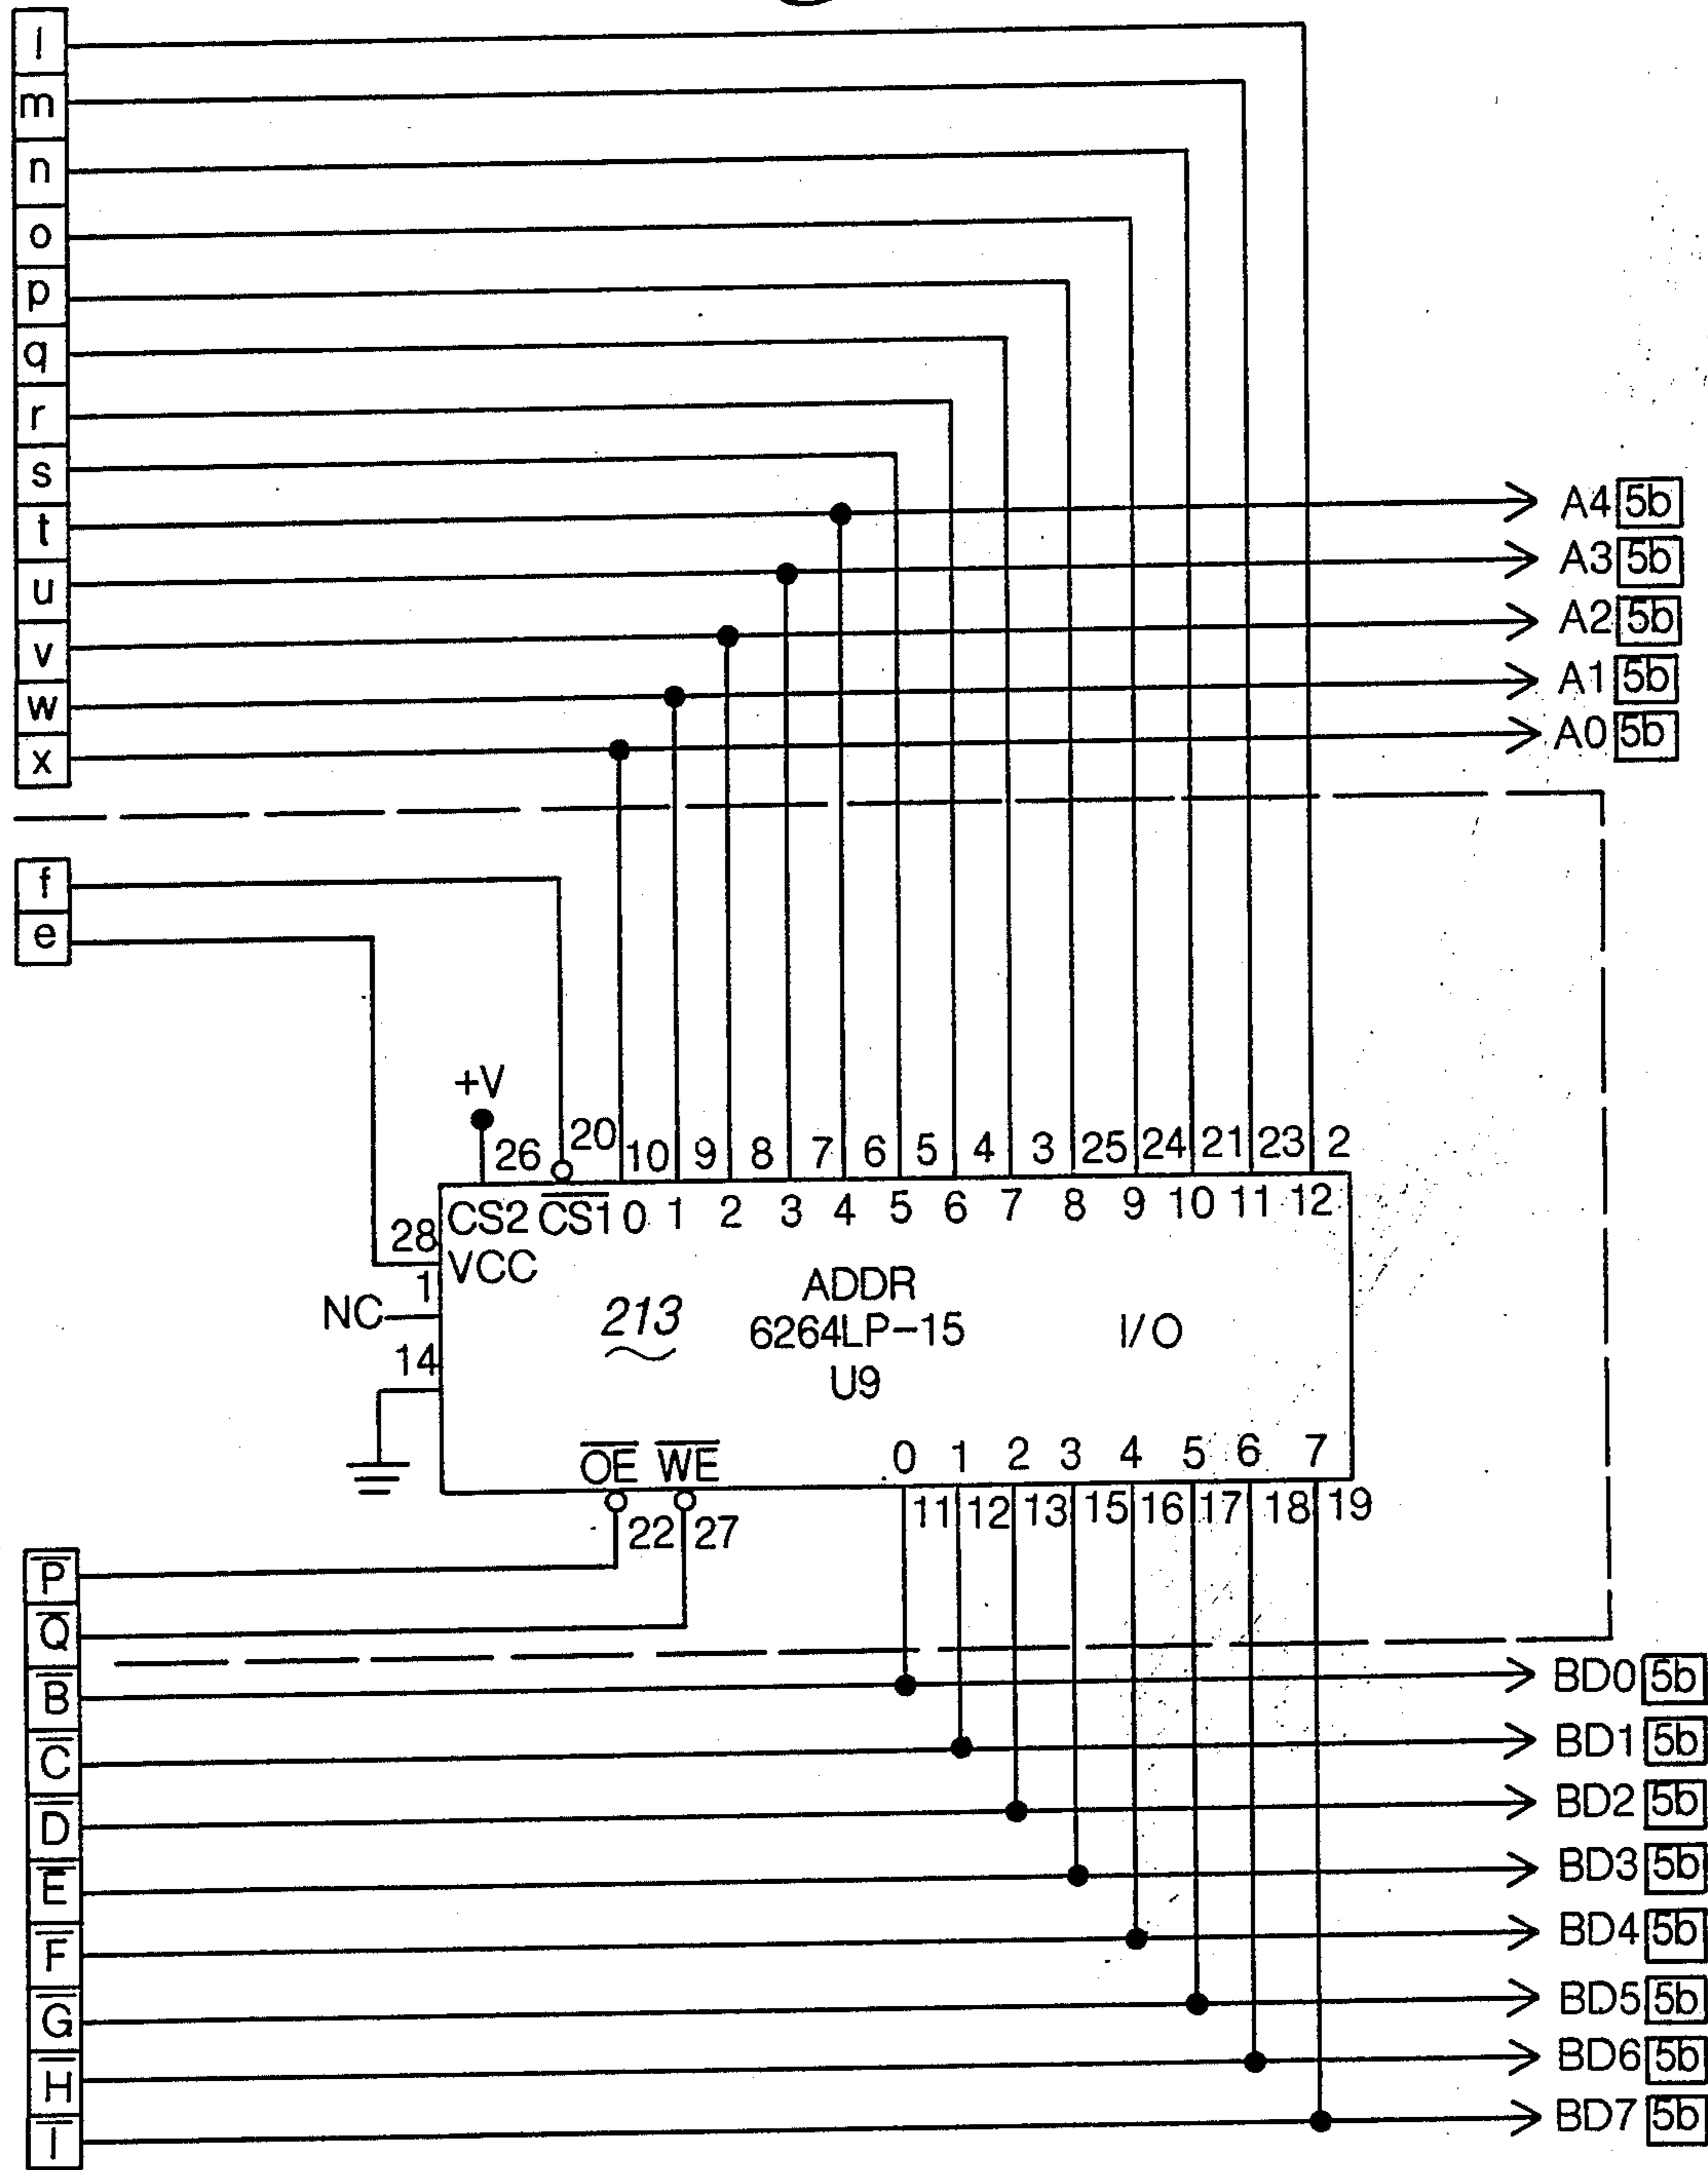 l
m
n
o
p
q
r
s
t
u
v
w
x
A4 5b
A3 5b
A2 5b
A1 5b
A0 5b
f
e
+V
26 20 10 9 8 7 6 5 4 3 25 24 21 23 2
CS2 C̅S̅1̅ 0 1 2 3 4 5 6 7 8 9 10 11 12
28
VCC
1
NC
14
213
ADDR
6264LP-15
U9
I/O
O̅E̅ W̅E̅
0 1 2 3 4 5 6 7
22 27
11 12 13 15 16 17 18 19
P̅
Q̅
B̅
C̅
D̅
E̅
F̅
G̅
H̅
I̅
BD0 5b
BD1 5b
BD2 5b
BD3 5b
BD4 5b
BD5 5b
BD6 5b
BD7 5b